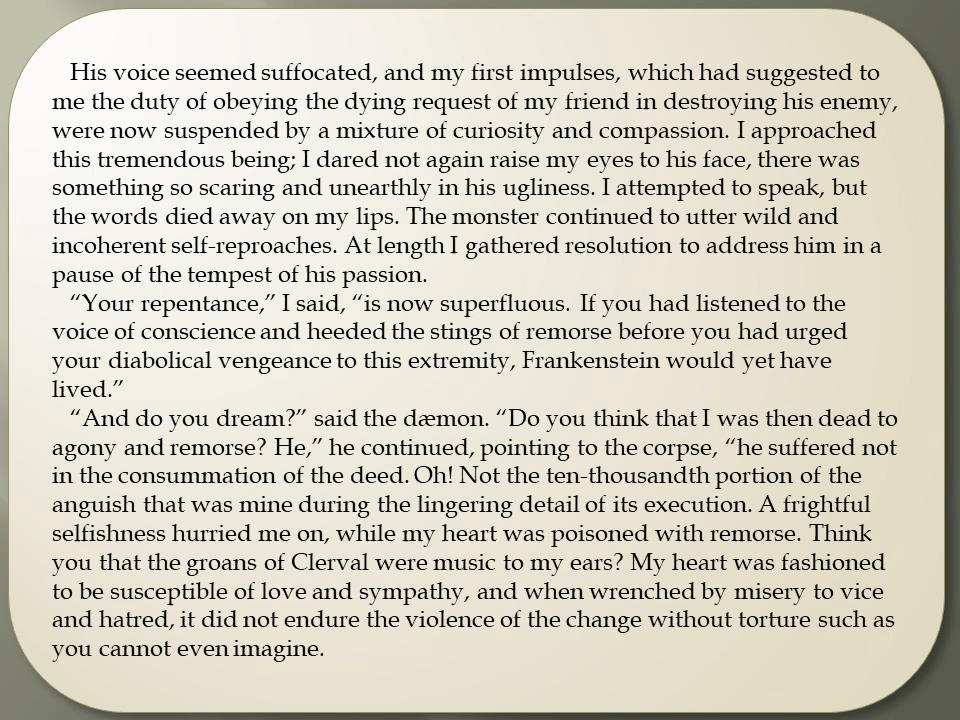 His voice seemed suffocated, and my first impulses, which had suggested to
me the duty of obeying the dying request of my friend in destroying his enemy,
were now suspended by a mixture of curiosity and compassion. I approached
this tremendous being; I dared not again raise my eyes to his face, there was
something so scaring and unearthly in his ugliness. I attempted to speak, but
the words died away on my lips. The monster continued to utter wild and
incoherent self-reproaches. At length I gathered resolution to address him in a
pause of the tempest of his passion.
“Your repentance,” I said, “is now superfluous. If you had listened to the
voice of conscience and heeded the stings of remorse before you had urged
your diabolical vengeance to this extremity, Frankenstein would yet have
lived.”
“And do you dream?” said the dæmon. “Do you think that I was then dead to
agony and remorse? He,” he continued, pointing to the corpse, “he suffered not
in the consummation of the deed. Oh! Not the ten-thousandth portion of the
anguish that was mine during the lingering detail of its execution. A frightful
selfishness hurried me on, while my heart was poisoned with remorse. Think
you that the groans of Clerval were music to my ears? My heart was fashioned
to be susceptible of love and sympathy, and when wrenched by misery to vice
and hatred, it did not endure the violence of the change without torture such as
you cannot even imagine.